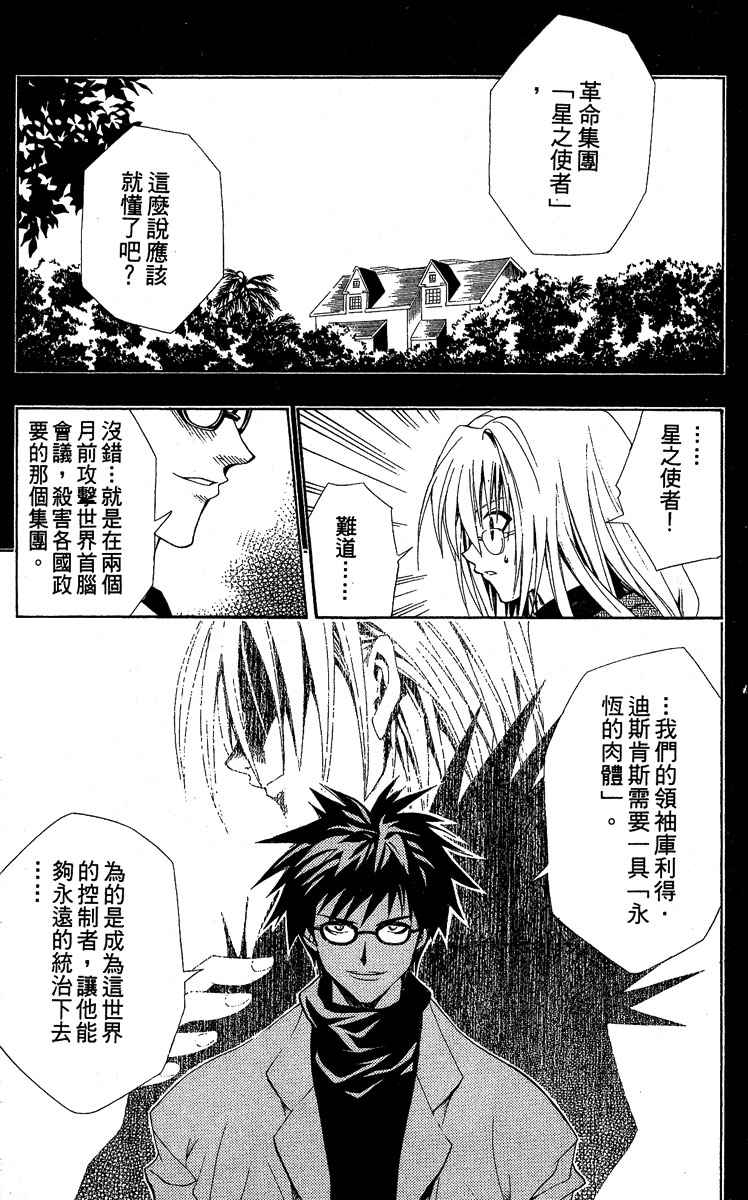 革命集團
「星之使者」
，
這麼說應該
就懂了吧？
……
星之使者！
難道……
沒錯…就是在兩個
月前攻擊世界首腦
會議，殺害各國政
要的那個集團。
…我們的領袖庫利得．
迪斯肯斯需要一具「永
恆的肉體」。
為的是成為這世界
的控制者，讓他能
夠永遠的統治下去
……